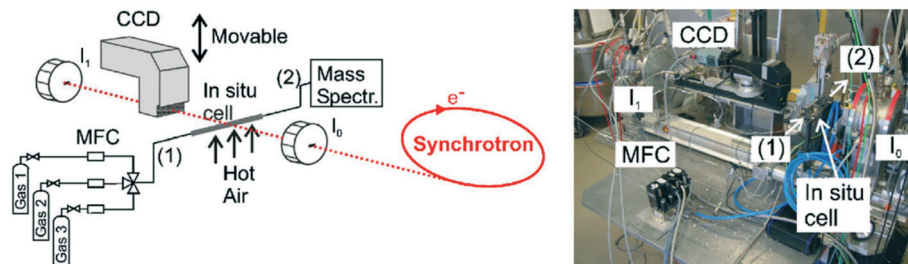 CCD
Movable
I1
In situ
cell
(2)
Mass
Spectr.
e-
Synchrotron
I0
MFC
(1)
Hot
Air
Gas 1
Gas 2
Gas 3
CCD
(2)
I1
(1)
I0
MFC
In situ
cell